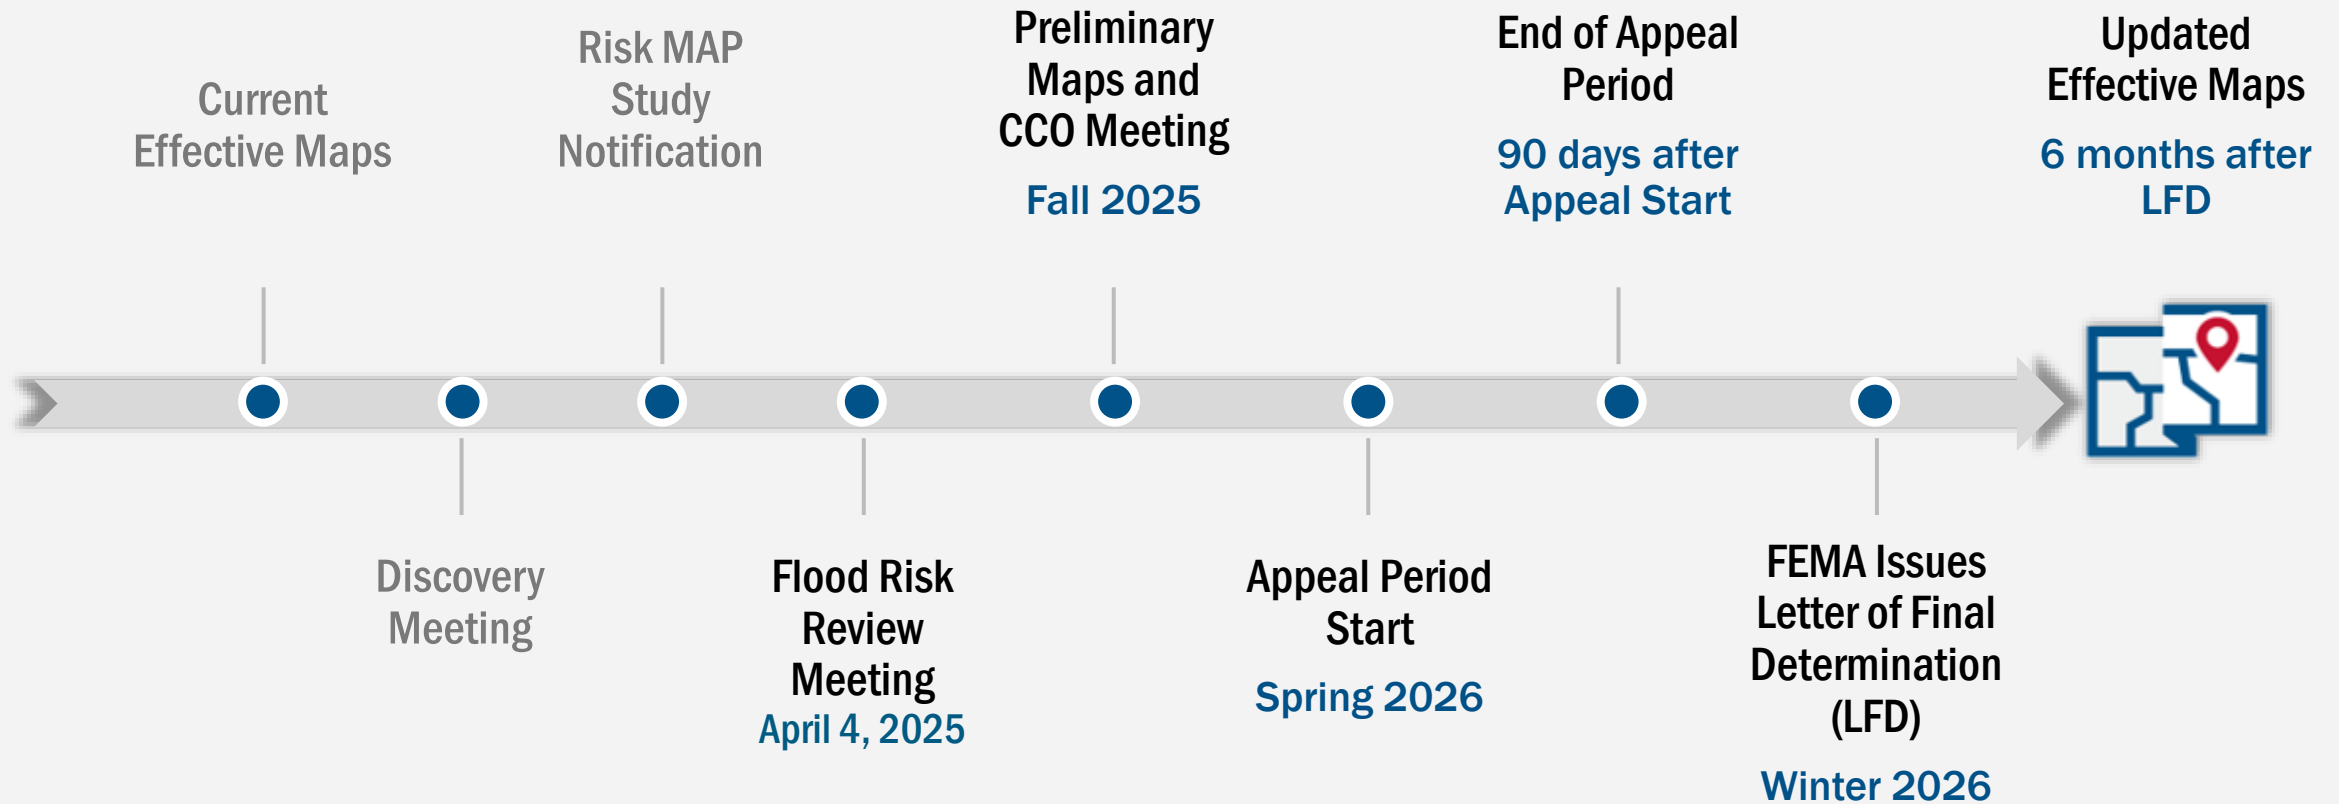 Current
Effective Maps
Discovery
Meeting
Risk MAP
Study
Notification
Flood Risk
Review
Meeting
April 4, 2025
Preliminary
Maps and
CCO Meeting
Fall 2025
Appeal Period
Start
Spring 2026
End of Appeal
Period
90 days after
Appeal Start
FEMA Issues
Letter of Final
Determination
(LFD)
Winter 2026
Updated
Effective Maps
6 months after
LFD